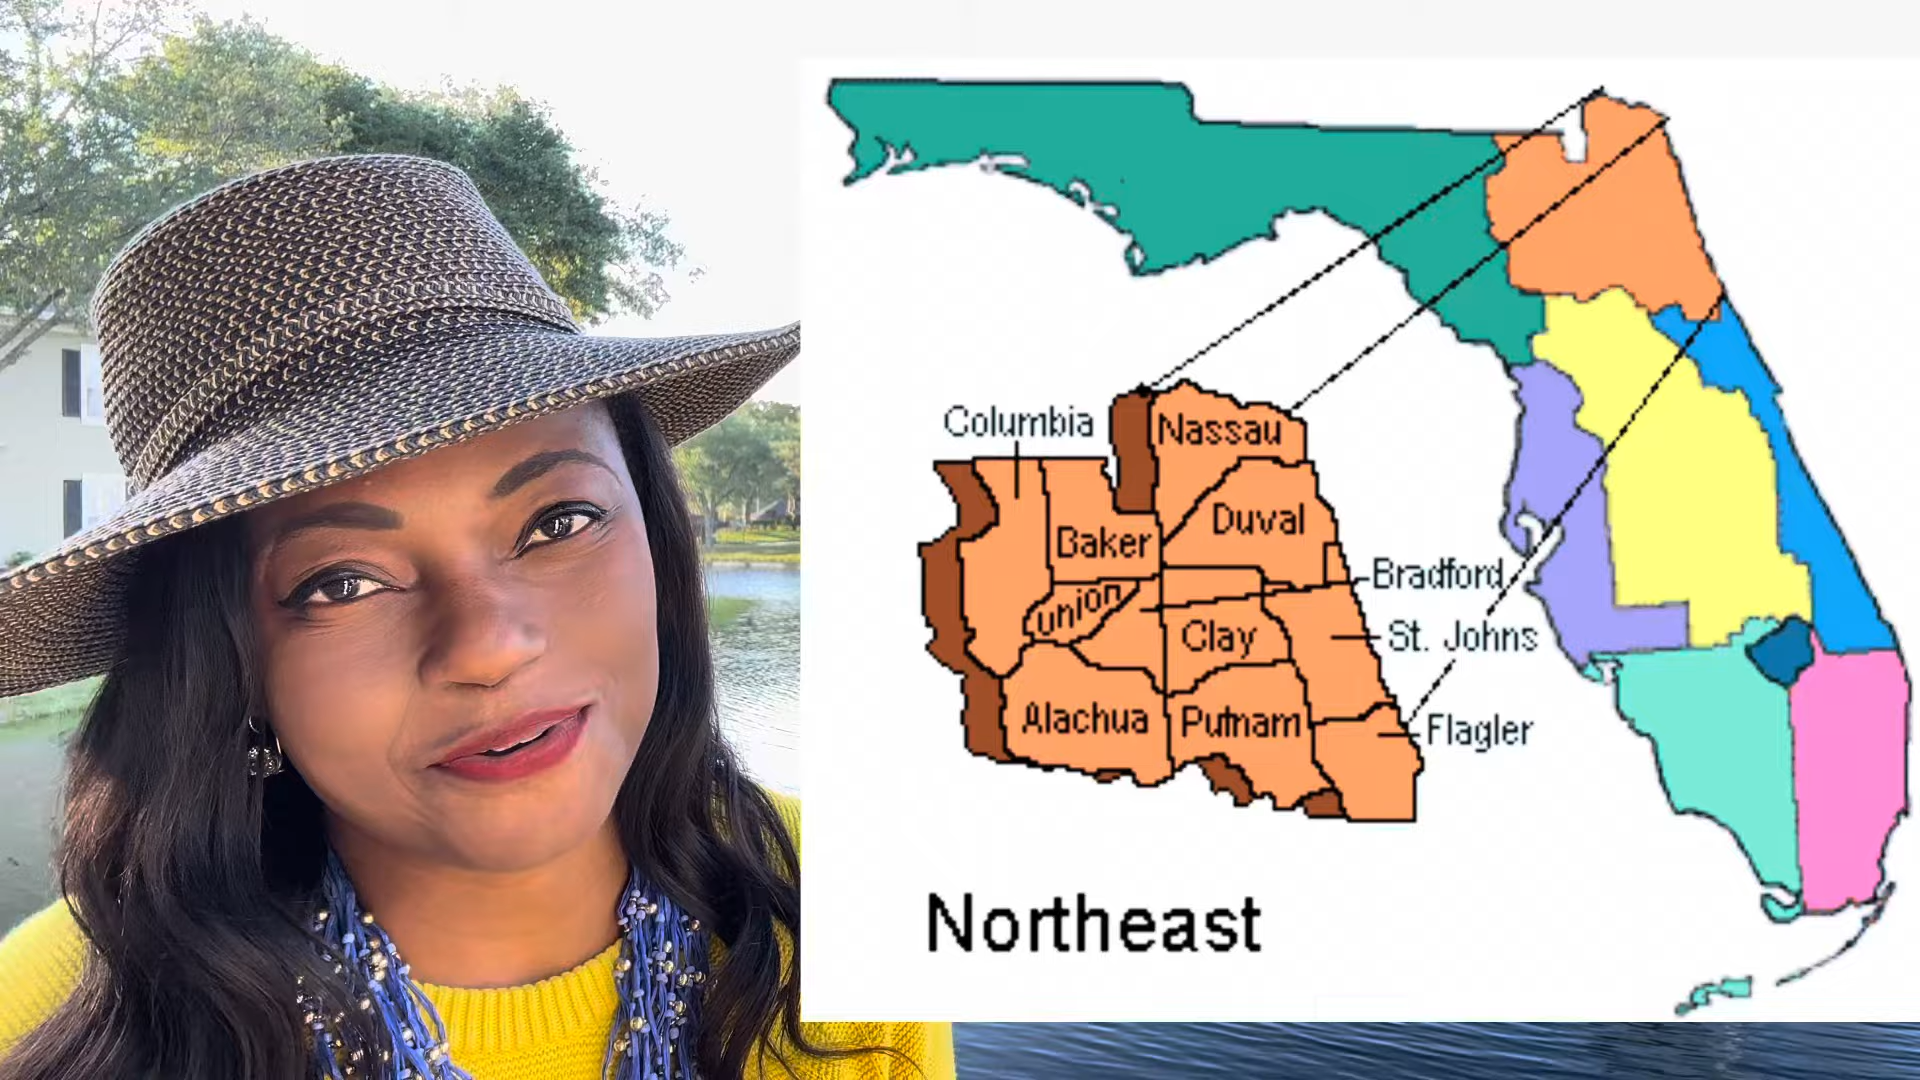 Columbia
Nassau
Duval
Baker
Bradford
union
Clay
St. Johns
Alachua
Putnam
Flagler
Northeast